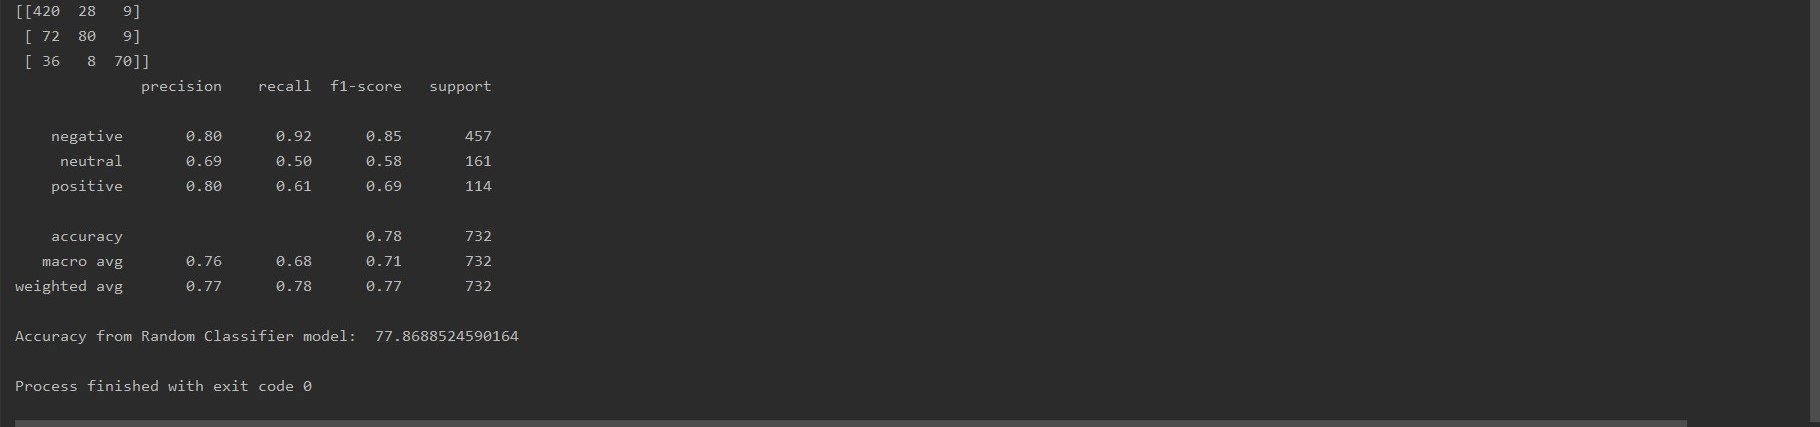 [[420  28   9]
 [ 72  80   9]
 [ 36   8  70]]
              precision    recall  f1-score   support

    negative       0.80      0.92      0.85       457
     neutral       0.69      0.50      0.58       161
    positive       0.80      0.61      0.69       114

    accuracy                           0.78       732
   macro avg       0.76      0.68      0.71       732
weighted avg       0.77      0.78      0.77       732

Accuracy from Random Classifier model:  77.8688524590164

Process finished with exit code 0